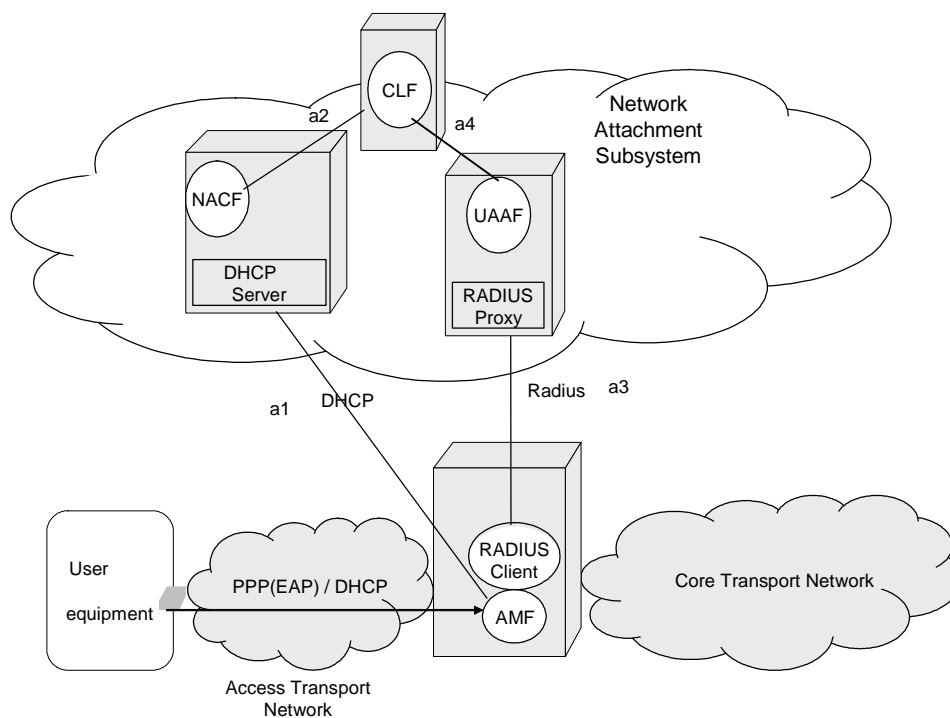 CLF
Network
Attachment
Subsystem
a2
a4
NACF
UAAF
DHCP
Server
RADIUS
Proxy
a1
DHCP
Radius
a3
User
equipment
PPP(EAP) / DHCP
RADIUS
Client
AMF
Core Transport Network
Access Transport
Network